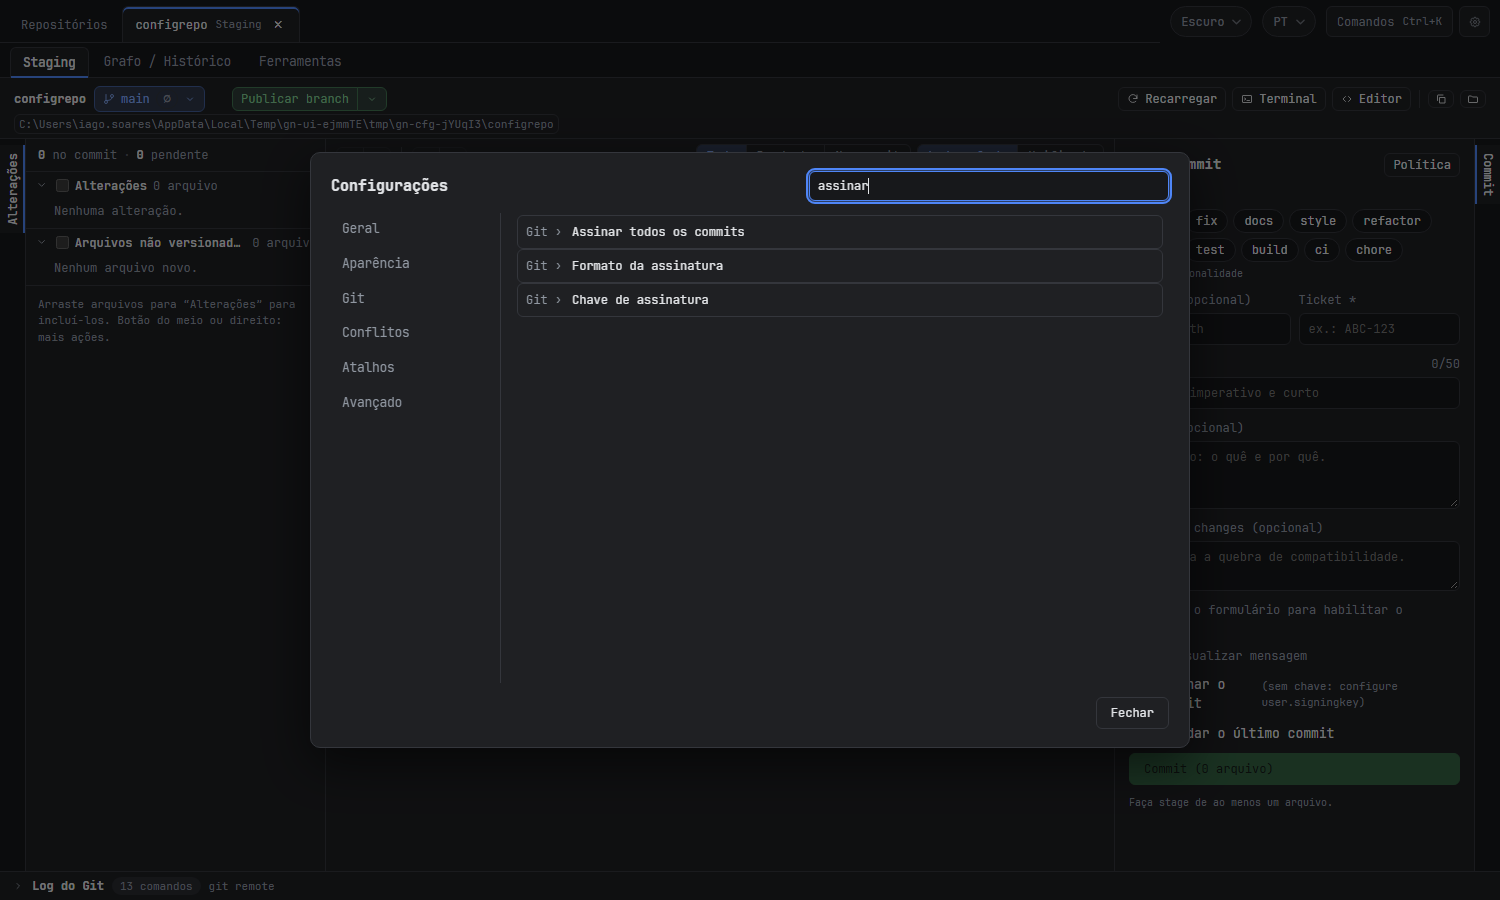 Repositórios
configrepo Staging ×
Escuro
PT
Comandos Ctrl+K
Staging
Grafo / Histórico
Ferramentas
configrepo
main
Publicar branch
Recarregar
Terminal
Editor
C:\Users\iago.soares\AppData\Local\Temp\gn-ui-ejmmTE\tmp\gn-cfg-jYUqI3\configrepo
Alterações
0 no commit · 0 pendente
Alterações 0 arquivo
Nenhuma alteração.
Arquivos não versionad… 0 arquiv
Nenhum arquivo novo.
Arraste arquivos para "Alterações" para
incluí-los. Botão do meio ou direito:
mais ações.
Configurações
assinar
Geral
Aparência
Git
Conflitos
Atalhos
Avançado
Git › Assinar todos os commits
Git › Formato da assinatura
Git › Chave de assinatura
Fechar
mmit
Política
Commit
fix
docs
style
refactor
test
build
ci
chore
onalidade
opcional)
Ticket *
th
ex.: ABC-123
0/50
imperativo e curto
pcional)
o: o quê e por quê.
changes (opcional)
a a quebra de compatibilidade.
o formulário para habilitar o
sualizar mensagem
nar o
it
(sem chave: configure
user.signingkey)
dar o último commit
Commit (0 arquivo)
Faça stage de ao menos um arquivo.
Log do Git
13 comandos
git remote